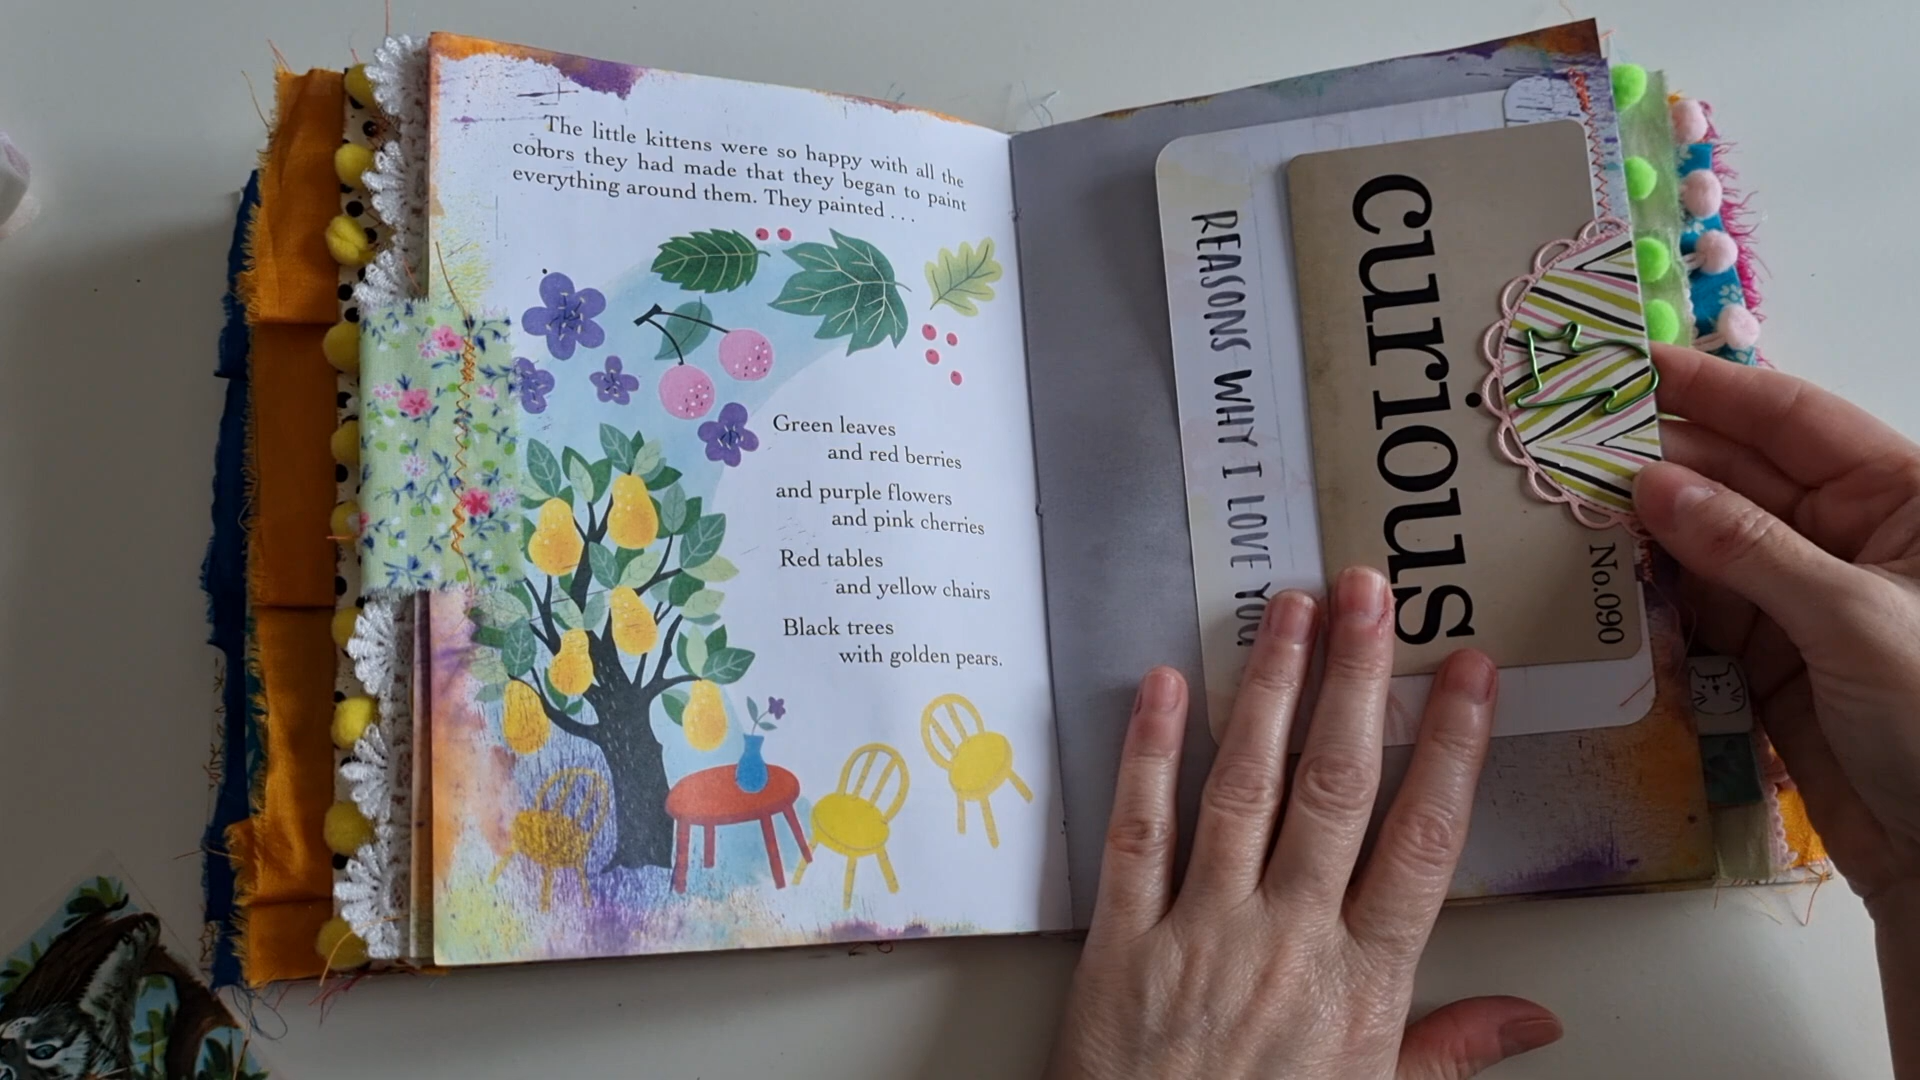 The little kittens were so happy with all the
colors they had made that they began to paint
everything around them. They painted . . .
Green leaves
and red berries
and purple flowers
and pink cherries
Red tables
and yellow chairs
Black trees
with golden pears.
REASONS WHY I LOVE YOU
curious
No.090